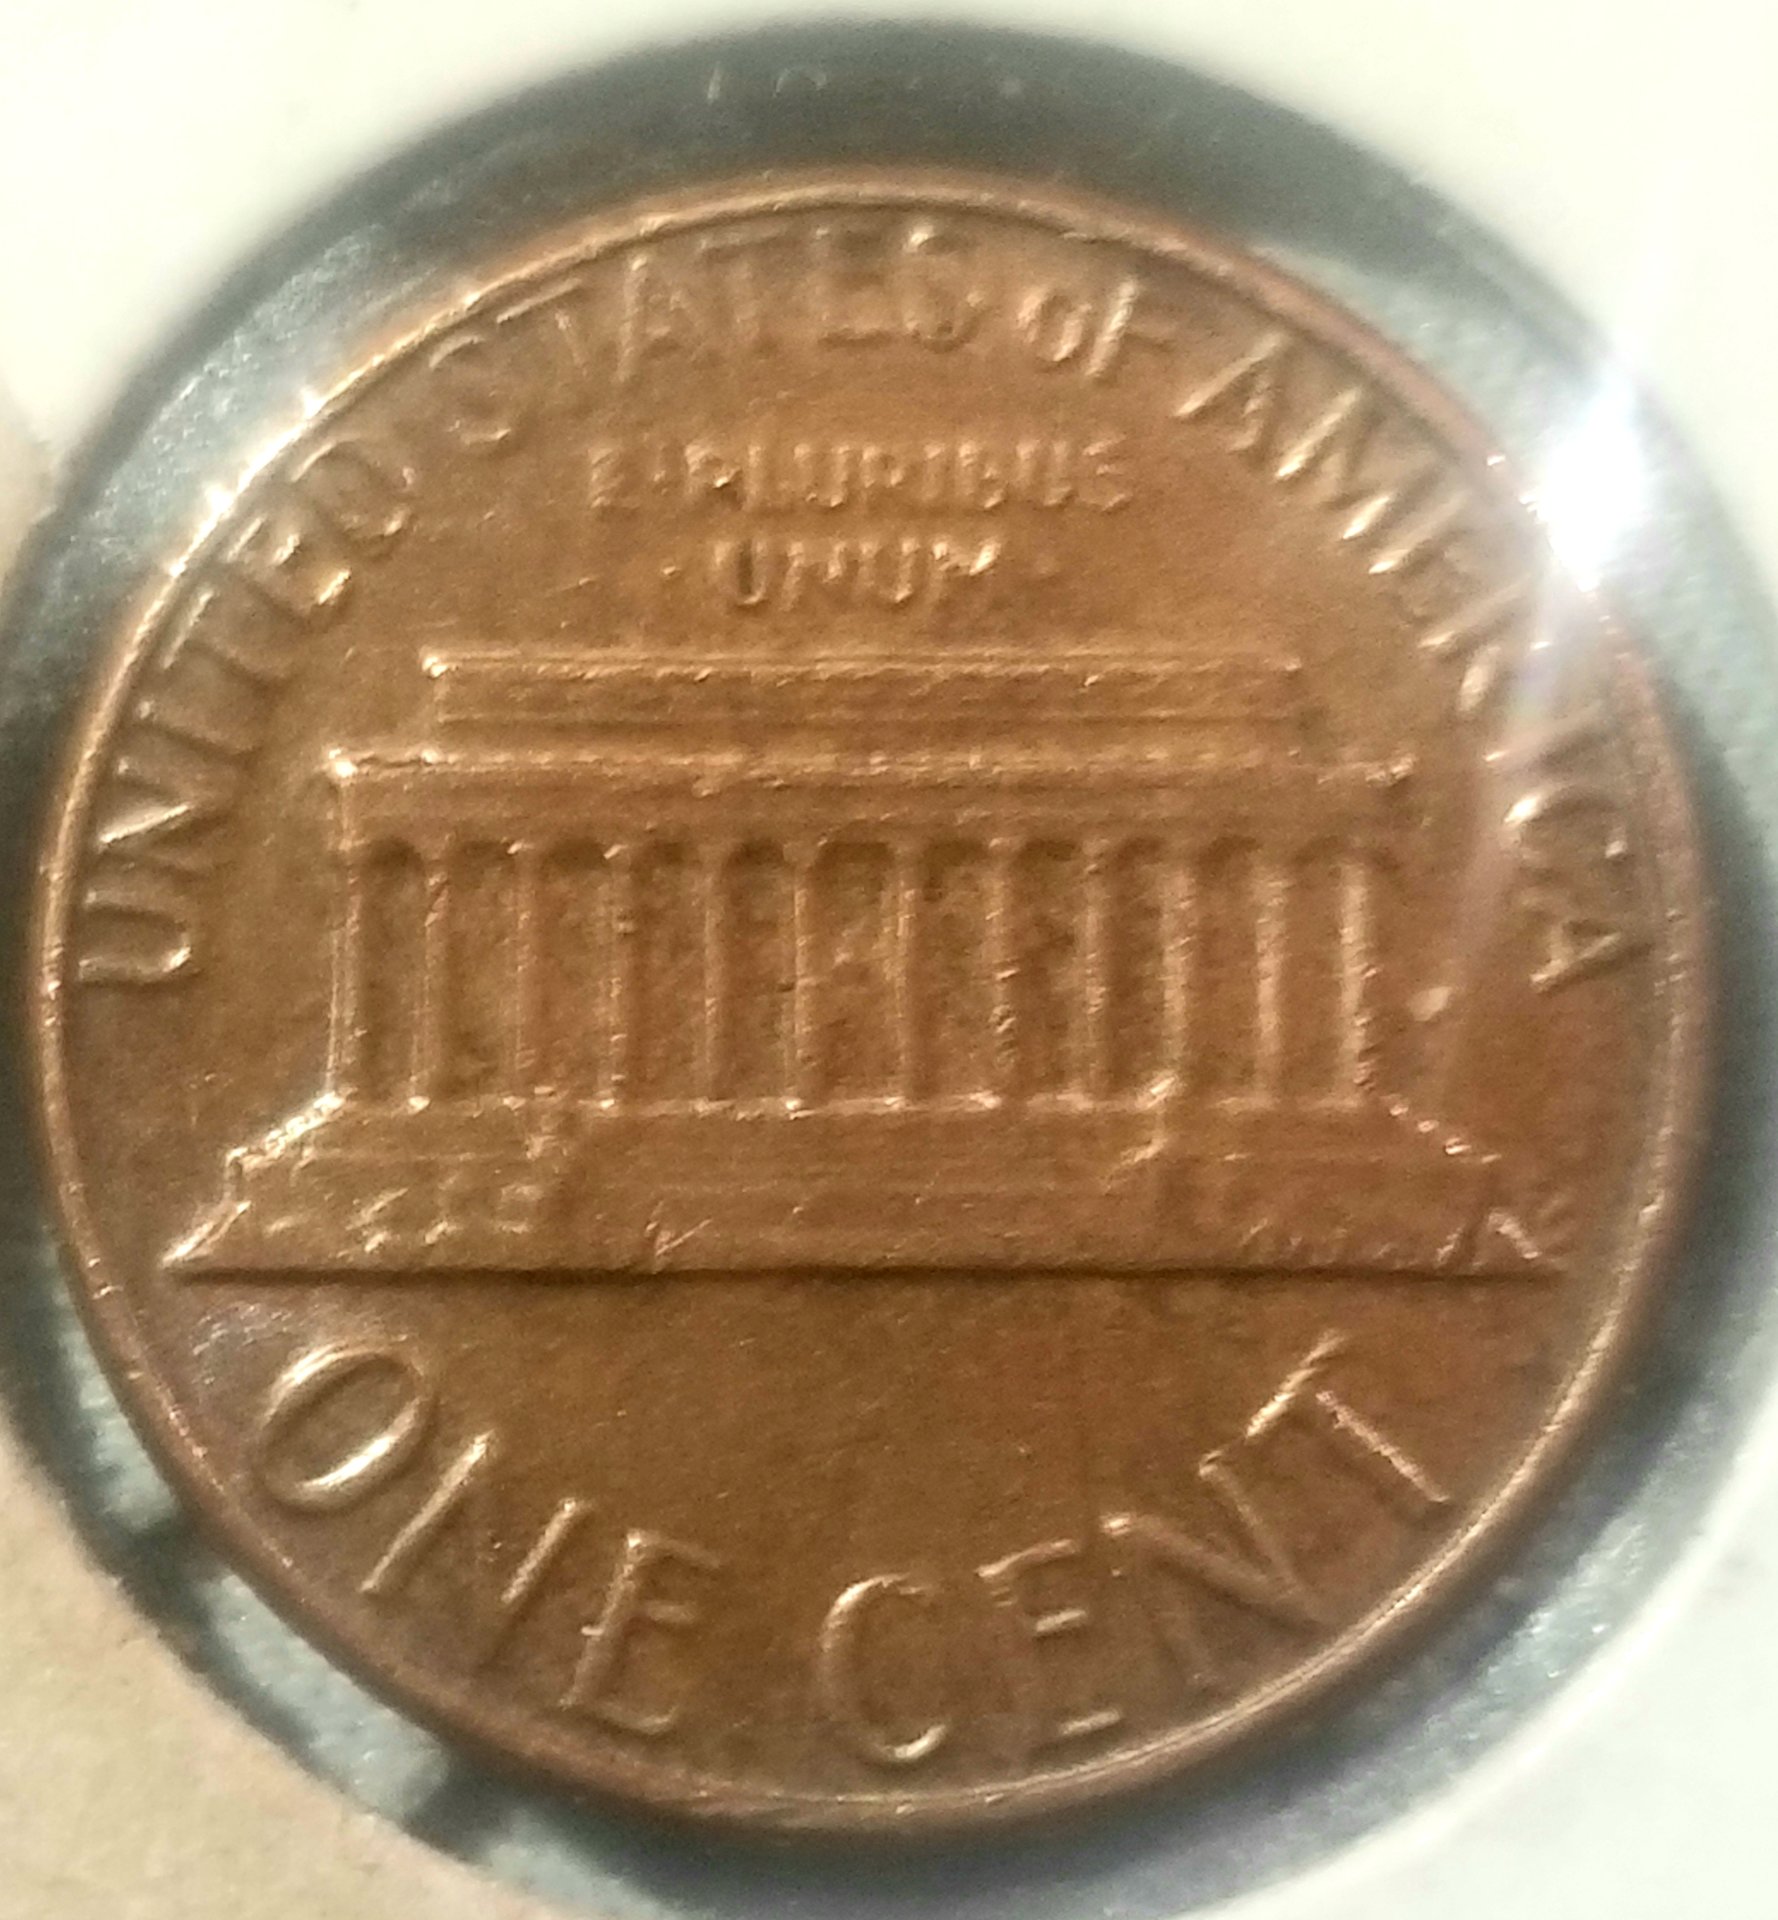 UNITED STATES OF AMERICA
E·PLURIBUS
·UNUM·
ONE CENT